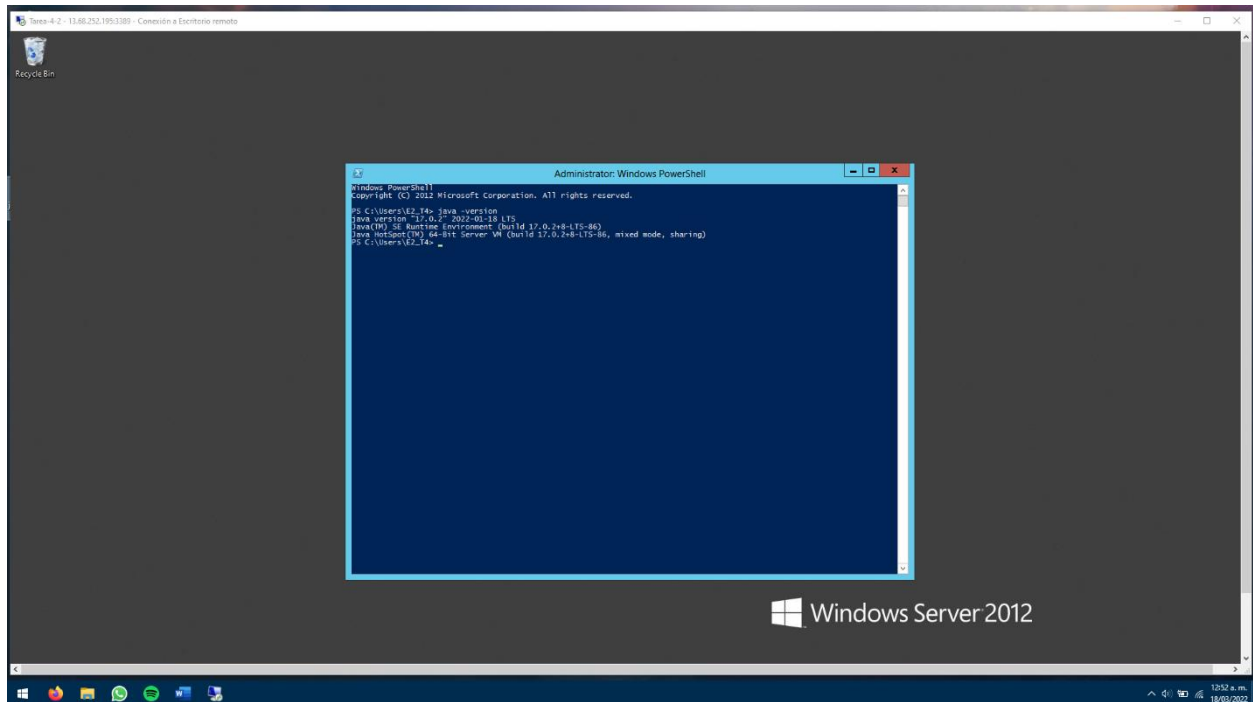 Tarea-4-2 - 13.68.252.195:3389 - Conexión a Escritorio remoto
Recycle Bin
Administrator: Windows PowerShell
Windows PowerShell
Copyright (C) 2012 Microsoft Corporation. All rights reserved.
PS C:\Users\E2_T4> java -version
java version "17.0.2" 2022-01-18 LTS
Java(TM) SE Runtime Environment (build 17.0.2+8-LTS-86)
Java HotSpot(TM) 64-Bit Server VM (build 17.0.2+8-LTS-86, mixed mode, sharing)
PS C:\Users\E2_T4> _
Windows Server 2012
12:52 a. m.
18/03/2022